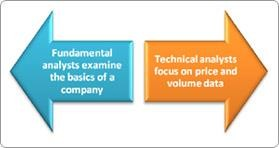 Fundamental
analysts examine
the basics of a
company
Technical analysts
focus on price and
volume data